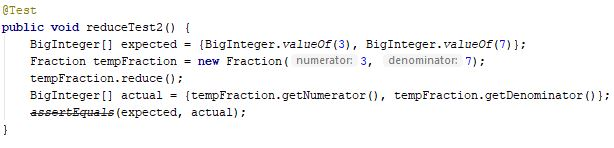 @Test
public void reduceTest2() {
BigInteger[] expected = {BigInteger.valueOf(3), BigInteger.valueOf(7)};
Fraction tempFraction = new Fraction( numerator: 3, denominator: 7);
tempFraction.reduce();
BigInteger[] actual = {tempFraction.getNumerator(), tempFraction.getDenominator()};
assertEquals(expected, actual);
}